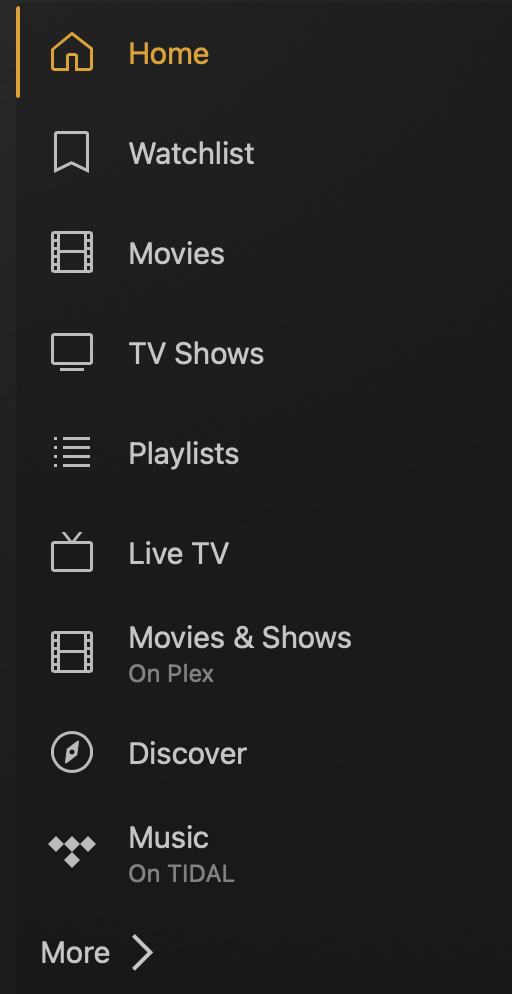 Home
Watchlist
Movies
TV Shows
Playlists
Live TV
Movies & Shows
On Plex
Discover
Music
On TIDAL
More